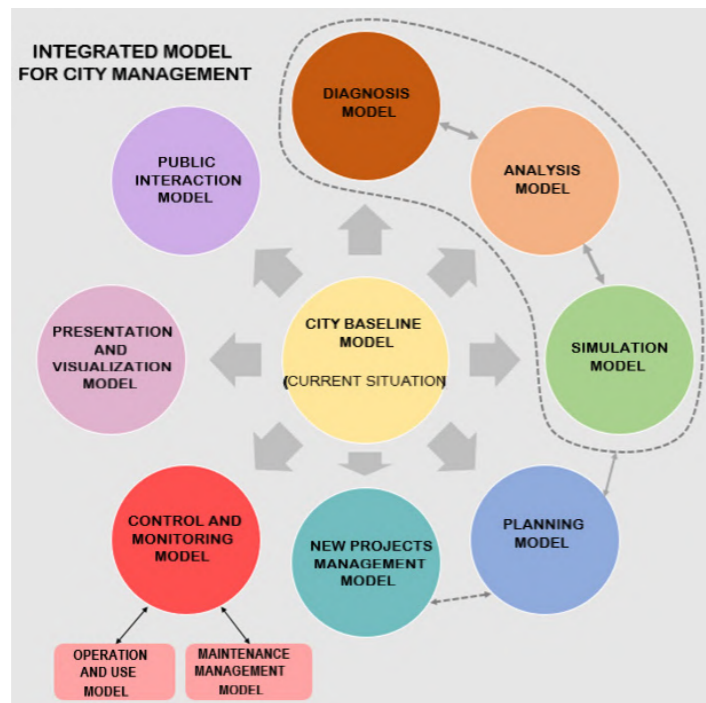 INTEGRATED MODEL
FOR CITY MANAGEMENT
DIAGNOSIS
MODEL
PUBLIC
INTERACTION
MODEL
ANALYSIS
MODEL
PRESENTATION
AND
VISUALIZATION
MODEL
CITY BASELINE
MODEL
(CURRENT SITUATION)
SIMULATION
MODEL
CONTROL AND
MONITORING
MODEL
NEW PROJECTS
MANAGEMENT
MODEL
PLANNING
MODEL
OPERATION
AND USE
MODEL
MAINTENANCE
MANAGEMENT
MODEL